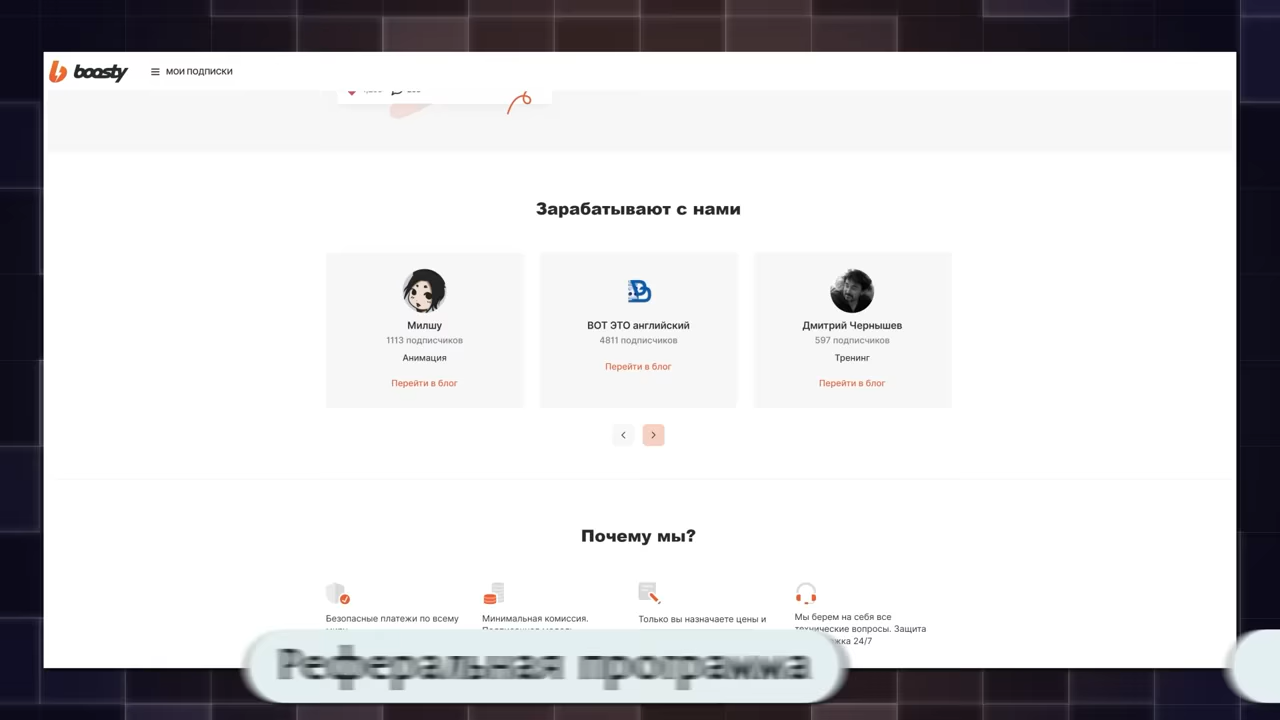 boosty
МОИ ПОДПИСКИ
Зарабатывают с нами
Милшу
1113 подписчиков
Анимация
Перейти в блог
ВОТ ЭТО английский
4811 подписчиков
Перейти в блог
Дмитрий Чернышев
597 подписчиков
Тренинг
Перейти в блог
Почему мы?
Безопасные платежи по всему
Минимальная комиссия.
Только вы назначаете цены и
Мы берем на себя все
технические вопросы. Защита
24/7
Реферальная программа